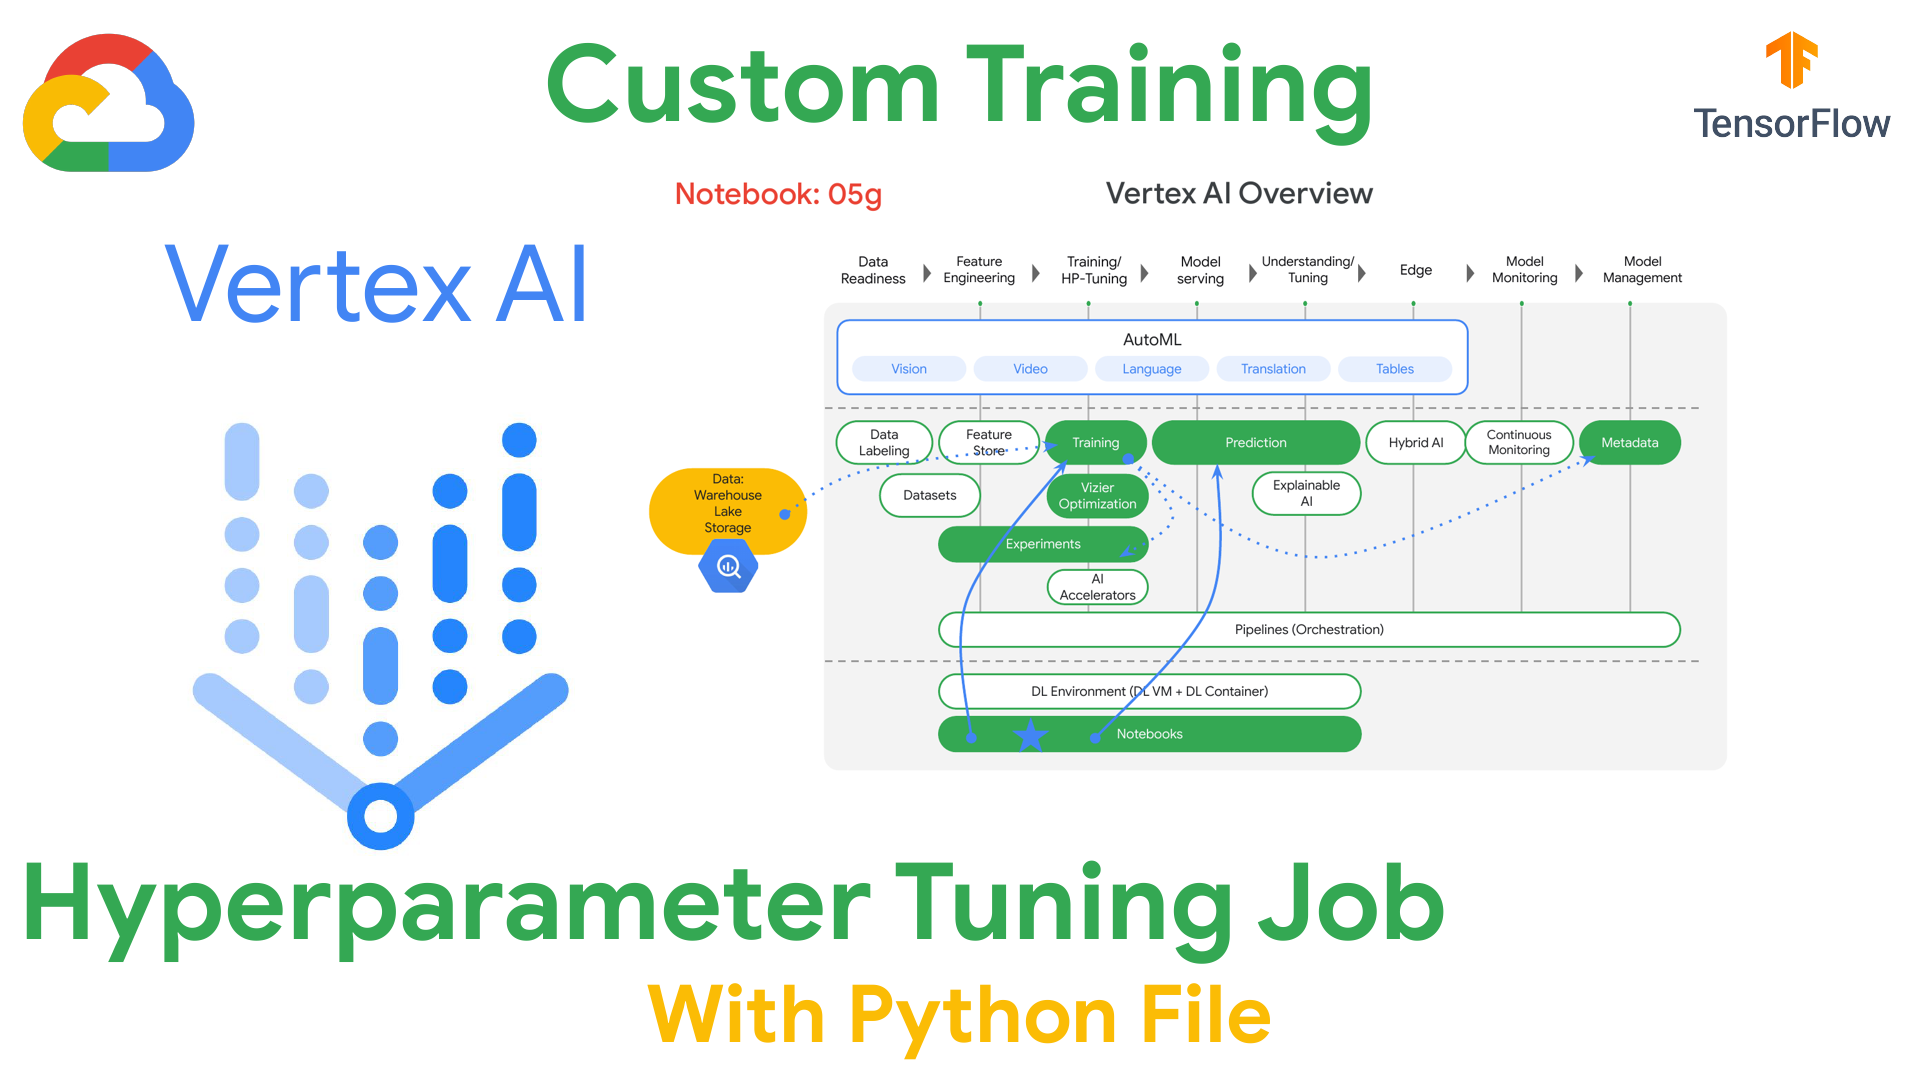 Custom Training
TensorFlow
Notebook: 05g
Vertex AI Overview
Vertex AI
Data
Readiness
Feature
Engineering
Training/
HP-Tuning
Model
serving
Understanding/
Tuning
Edge
Model
Monitoring
Model
Management
AutoML
Vision
Video
Language
Translation
Tables
Data
Labeling
Feature
Store
Training
Prediction
Hybrid AI
Continuous
Monitoring
Metadata
Data:
Warehouse
Lake
Storage
Datasets
Vizier
Optimization
Explainable
AI
Experiments
AI
Accelerators
Pipelines (Orchestration)
DL Environment (DL VM + DL Container)
Notebooks
Hyperparameter Tuning Job
With Python File